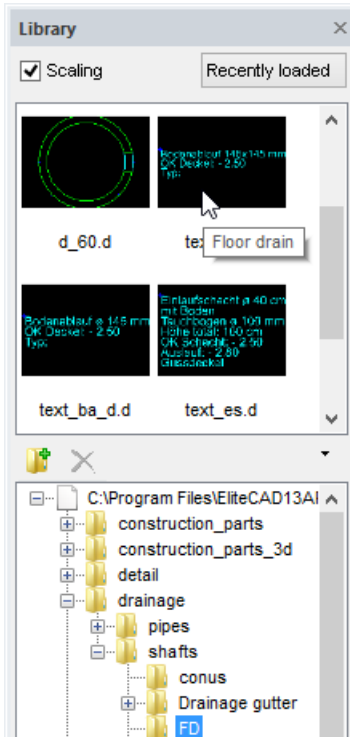 Library
Scaling
Recently loaded
Bodenablauf 145x145 mm
OK Deckel: - 2.50
Typ:
d_60.d
Floor drain
Bodenablauf ø 145 mm
OK Deckel: - 2.50
Typ:
Einlaufschacht ø 40 cm
mit Boden
Tauchbogen ø 100 mm
Höhe total: 100 cm
OK Schacht: - 2.50
Auslauf: - 2.80
Gussdeckel
text_ba_d.d
text_es.d
C:\Program Files\EliteCAD13A
construction_parts
construction_parts_3d
detail
drainage
pipes
shafts
conus
Drainage gutter
FD